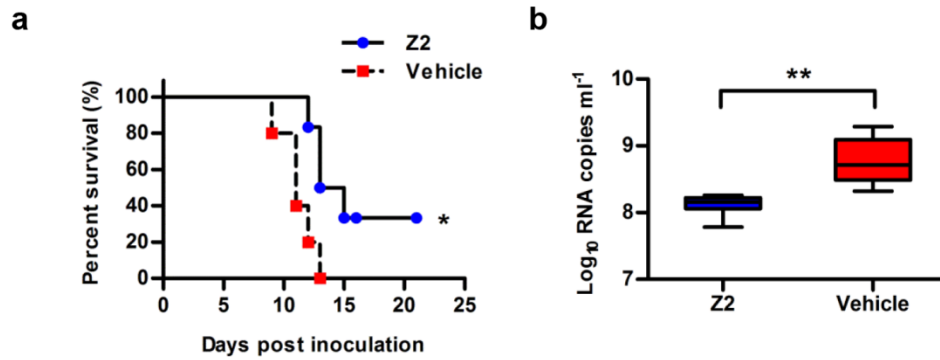 a
Z2
Vehicle
Percent survival (%)
100
80
60
40
20
0
*
0 5 10 15 20 25
Days post inoculation
b
**
Log₁₀ RNA copies ml⁻¹
10
9
8
7
Z2 Vehicle